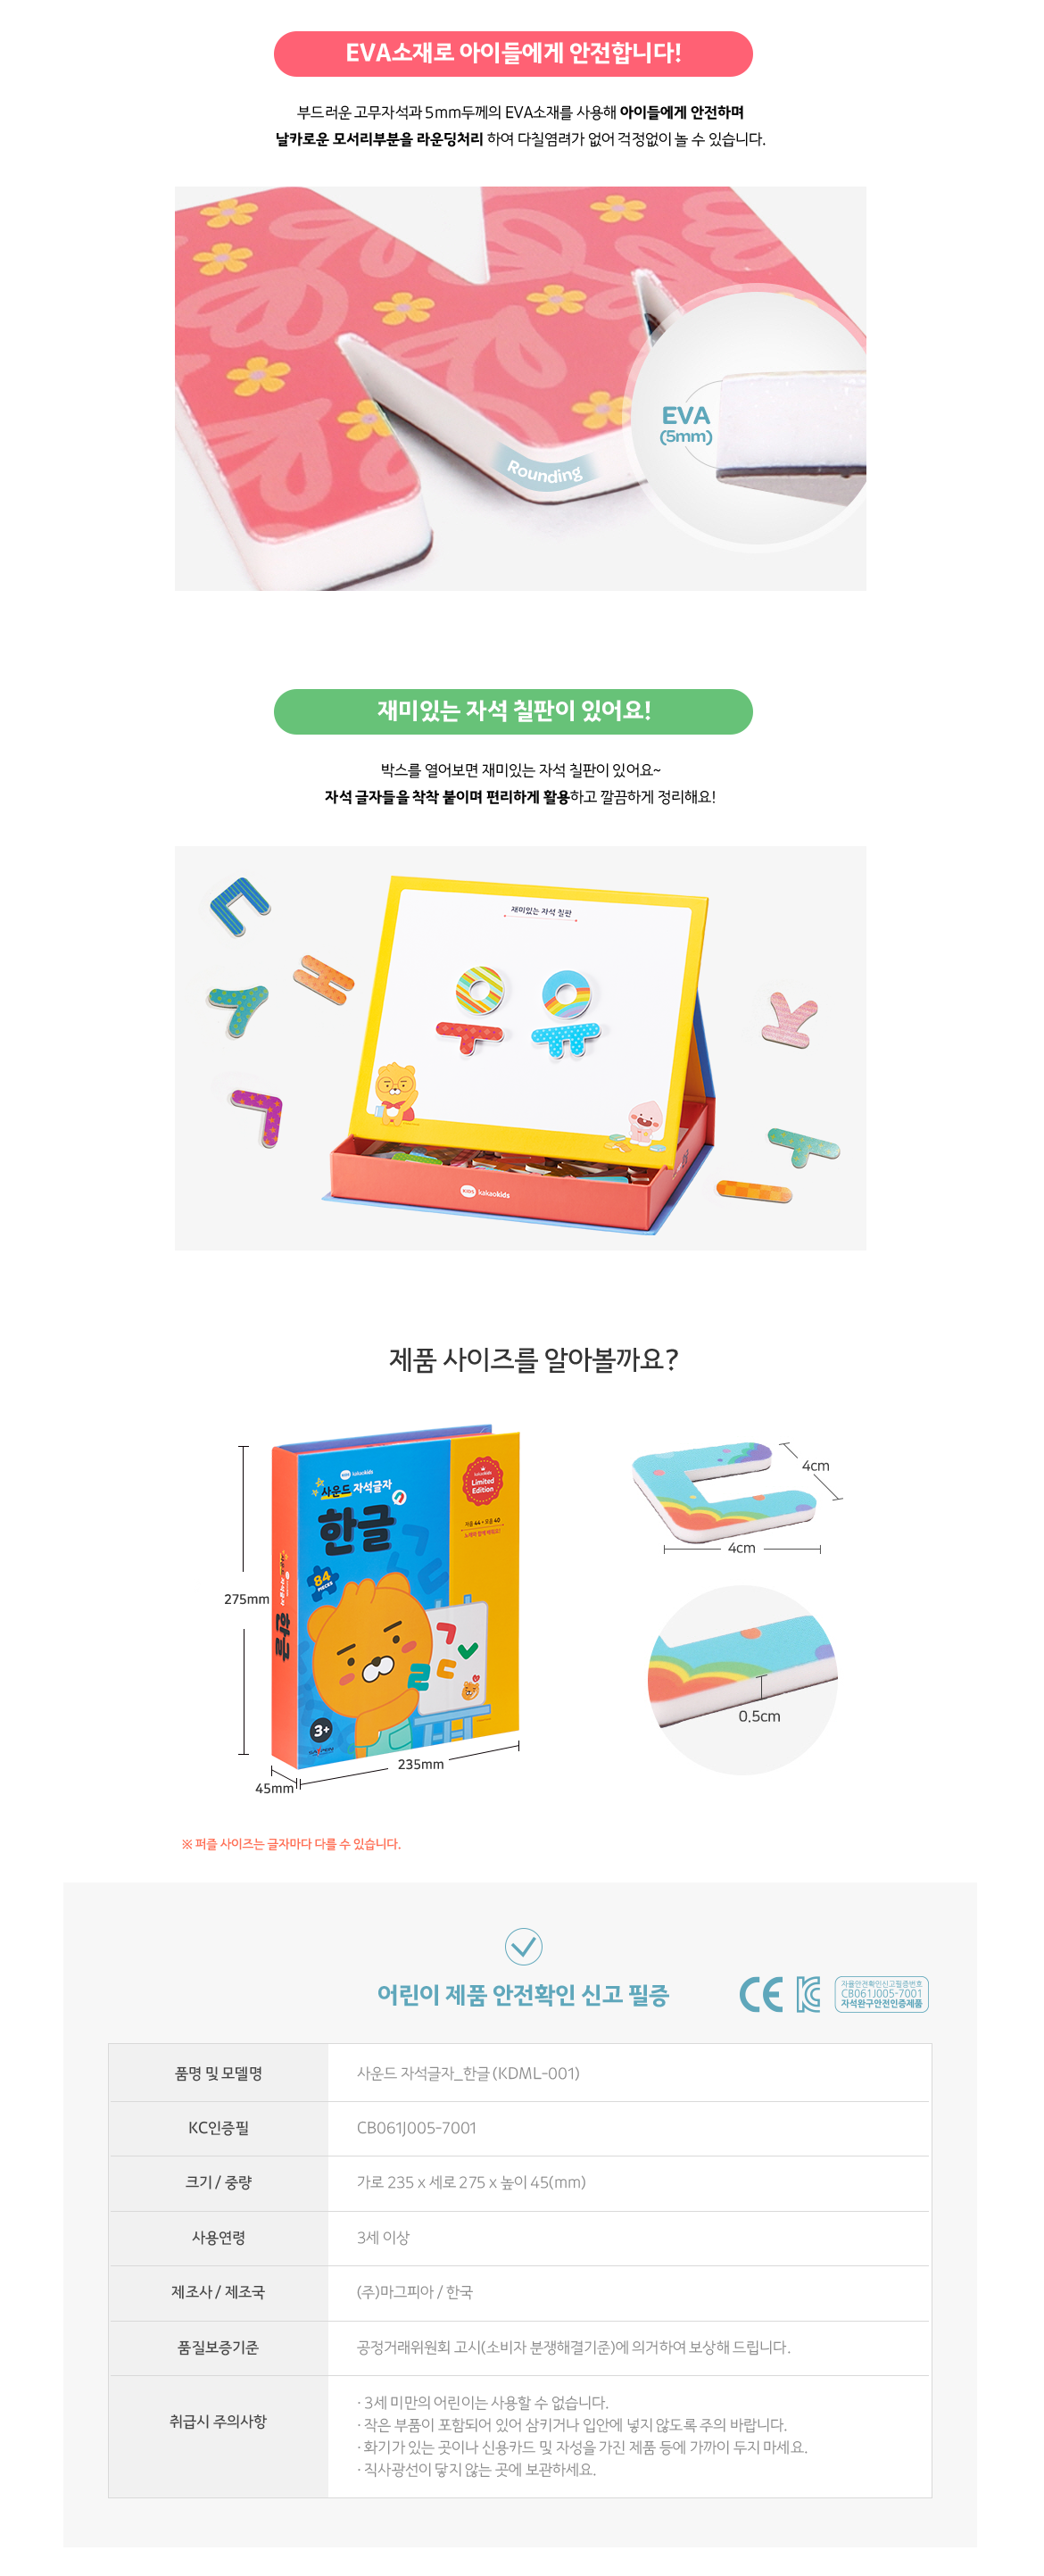 EVA소재로 아이들에게 안전합니다!
부드러운 고무자석과 5mm두께의 EVA소재를 사용해 아이들에게 안전하며
날카로운 모서리부분을 라운딩처리 하여 다칠염려가 없어 걱정없이 놀 수 있습니다.
EVA
(5mm)
Rounding
재미있는 자석 칠판이 있어요!
박스를 열어보면 재미있는 자석 칠판이 있어요~
자석 글자들을 착착 붙이며 편리하게 활용하고 깔끔하게 정리해요!
재미있는 자석 칠판
KIDS kakaokids
제품 사이즈를 알아볼까요?
KIDS kakaokids
사운드 자석글자
한글
kakaokids
Limited
Edition
자음 44 + 모음 40
84
PIECES
3+
사운드 자석글자
한글
275mm
45mm
235mm
4cm
4cm
0.5cm
※ 퍼즐 사이즈는 글자마다 다를 수 있습니다.
어린이 제품 안전확인 신고 필증
CE
자율안전확인신고필증번호
CB061J005-7001
자석완구안전인증제품
품명 및 모델명
사운드 자석글자_한글 (KDML-001)
KC인증필
CB061J005-7001
크기 / 중량
가로 235 x 세로 275 x 높이 45(mm)
사용연령
3세 이상
제조사 / 제조국
(주)마그피아 / 한국
품질보증기준
공정거래위원회 고시(소비자 분쟁해결기준)에 의거하여 보상해 드립니다.
취급시 주의사항
· 3세 미만의 어린이는 사용할 수 없습니다.
· 작은 부품이 포함되어 있어 삼키거나 입안에 넣지 않도록 주의 바랍니다.
· 화기가 있는 곳이나 신용카드 및 자성을 가진 제품 등에 가까이 두지 마세요.
· 직사광선이 닿지 않는 곳에 보관하세요.